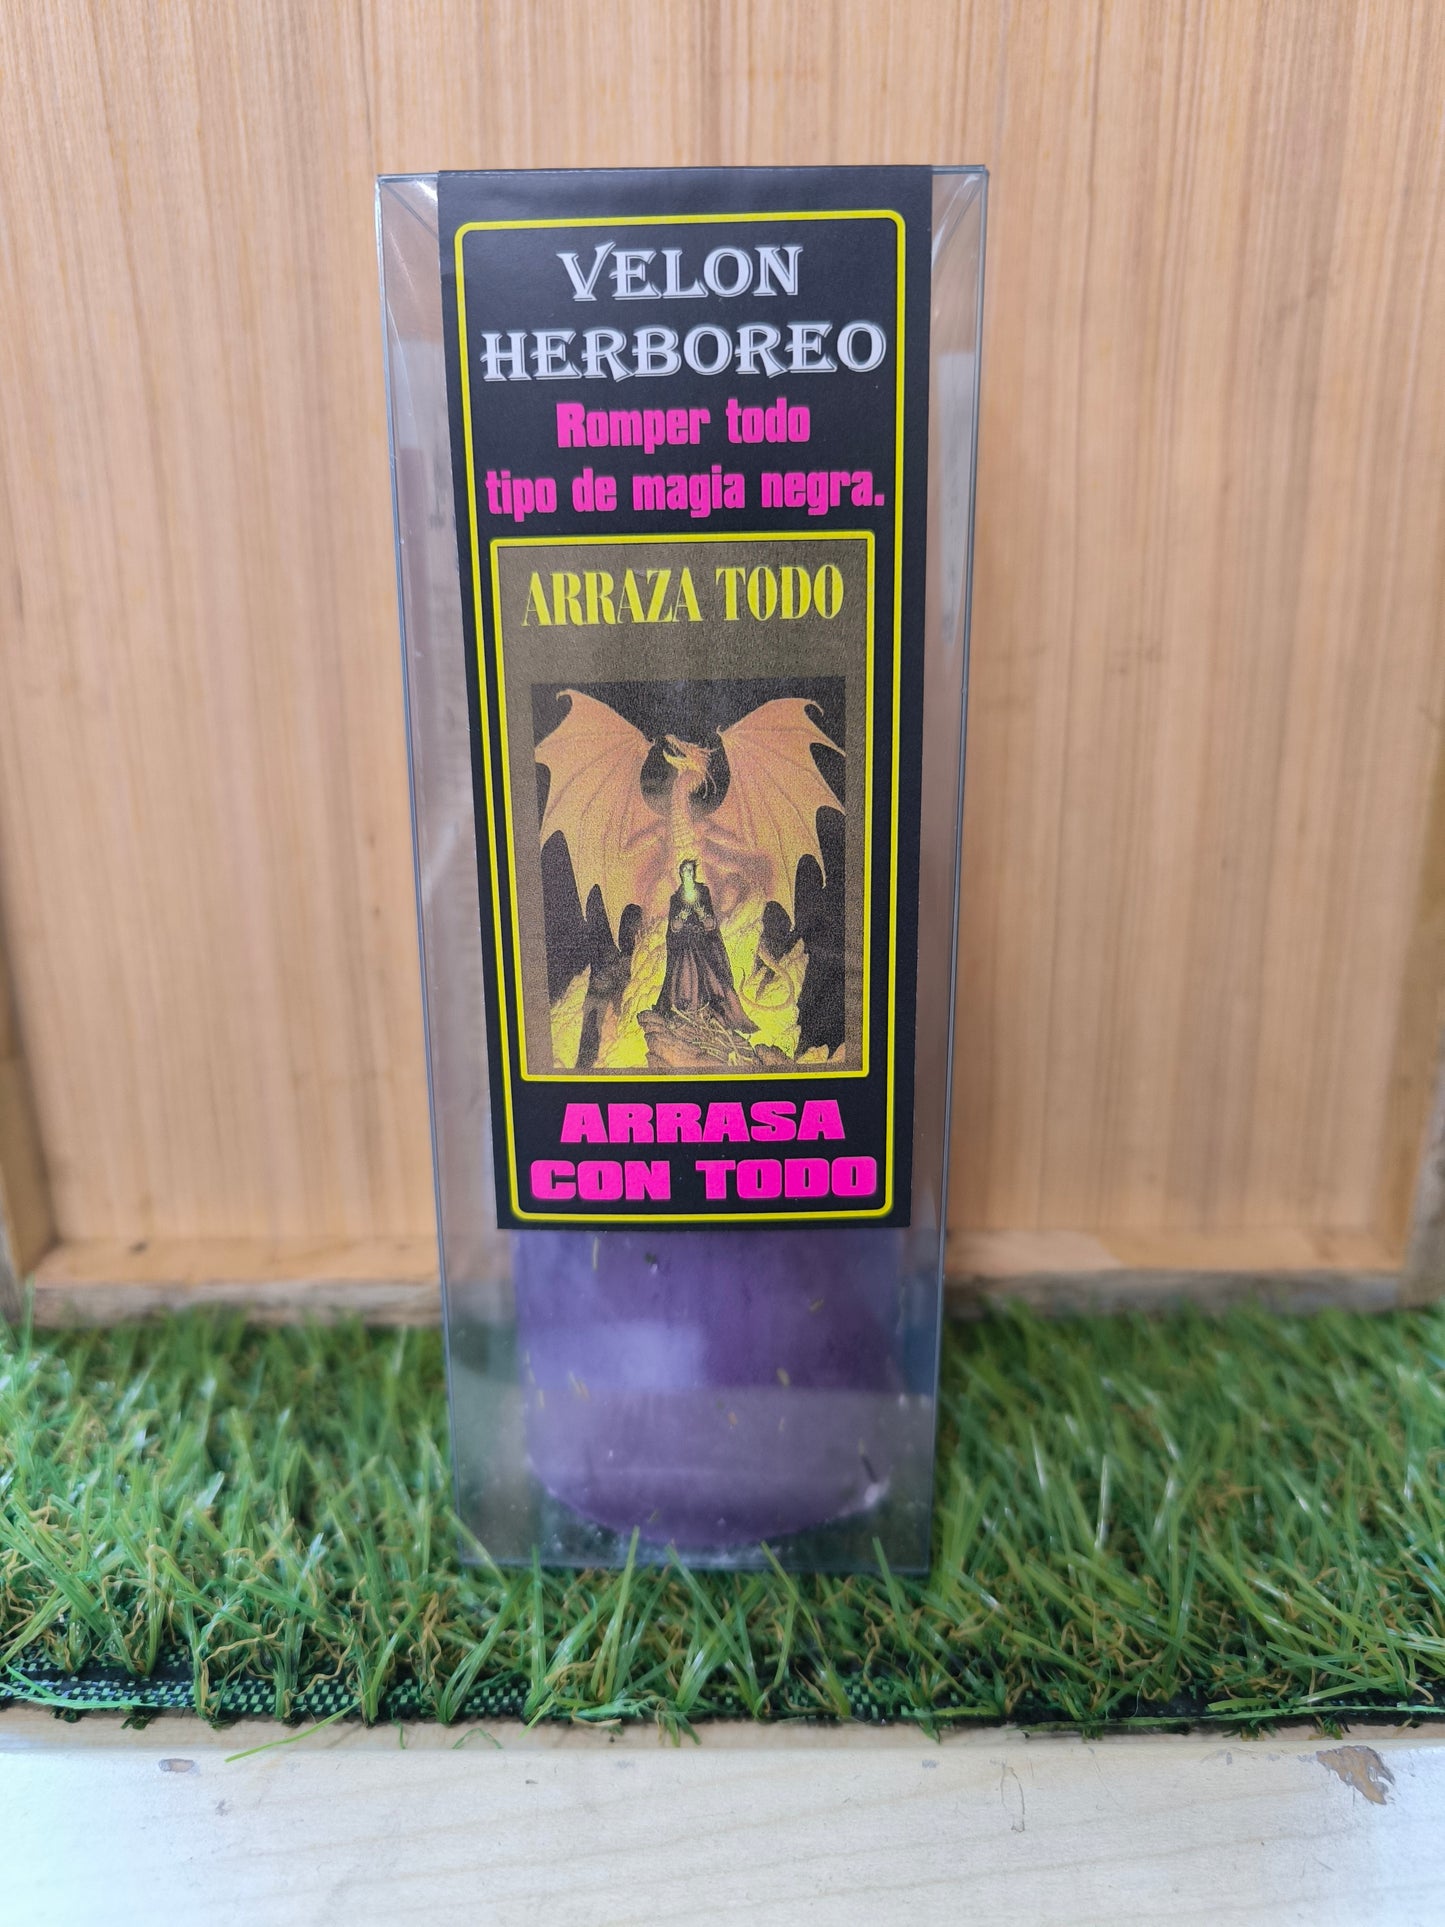 VELON
HERBOREO
Romper todo
tipo de magia negra.
ARRAZA TODO
ARRASA
CON TODO